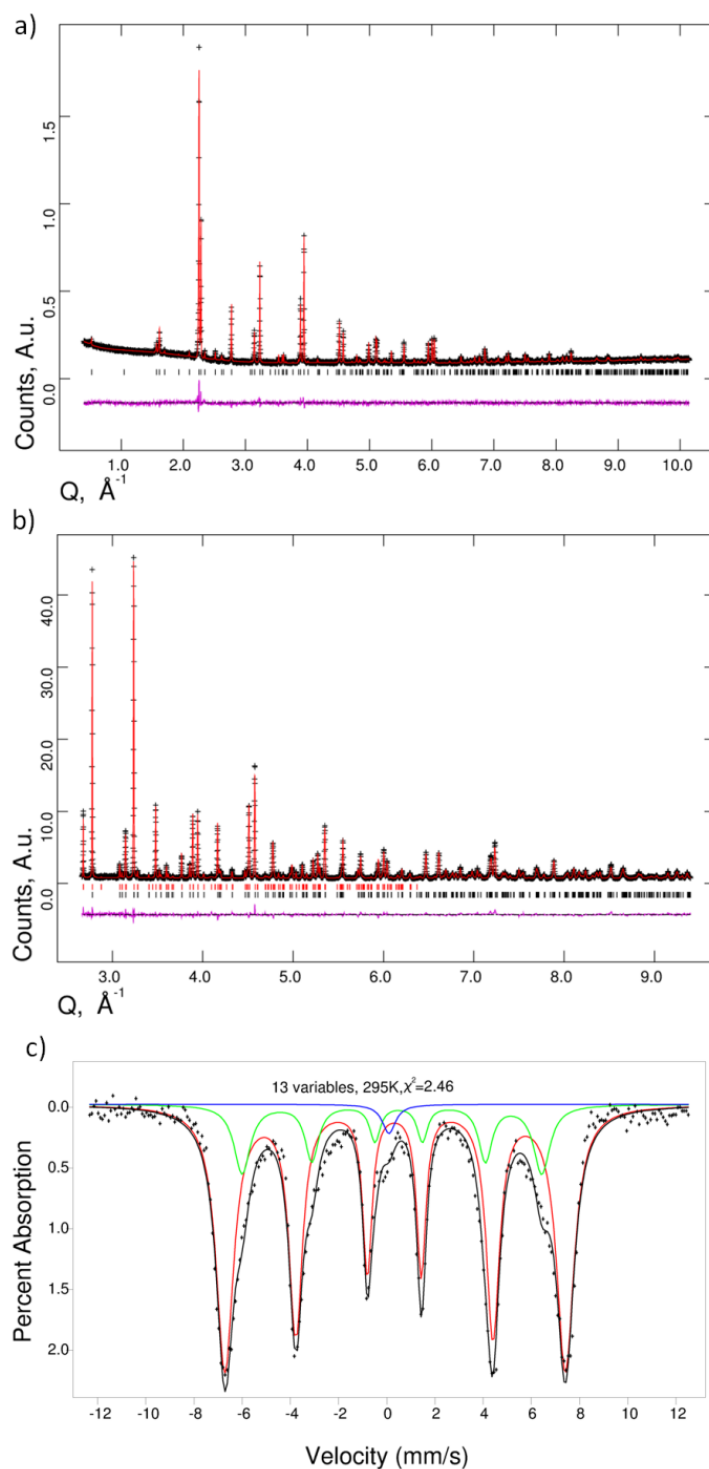 a)
Counts, A.u.
1.5
1.0
0.5
0.0
1.0 2.0 3.0 4.0 5.0 6.0 7.0 8.0 9.0 10.0
Q, Å⁻¹
b)
Counts, A.u.
40.0
30.0
20.0
10.0
0.0
3.0 4.0 5.0 6.0 7.0 8.0 9.0
Q, Å⁻¹
c)
13 variables, 295K,χ²=2.46
Percent Absorption
0.0
0.5
1.0
1.5
2.0
-12 -10 -8 -6 -4 -2 0 2 4 6 8 10 12
Velocity (mm/s)